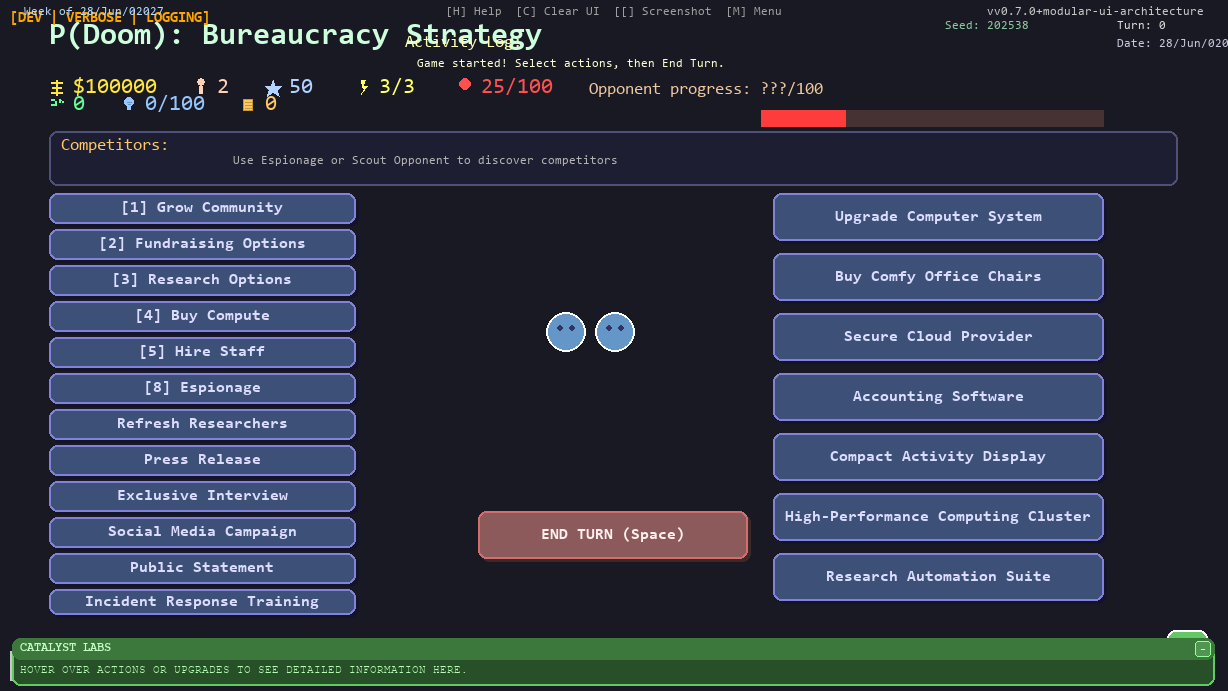 Week of 28/Jun/02027
[DEV | VERBOSE | LOGGING]
[H] Help [C] Clear UI [[] Screenshot [M] Menu
vv0.7.0+modular-ui-architecture
Seed: 202538
Turn: 0
P(Doom): Bureaucracy Strategy
Activity Log
Date: 28/Jun/020
Game started! Select actions, then End Turn.
$100000 2 50 3/3 25/100 Opponent progress: ???/100
0 0/100 0
Competitors:
Use Espionage or Scout Opponent to discover competitors
[1] Grow Community
[2] Fundraising Options
[3] Research Options
[4] Buy Compute
[5] Hire Staff
[8] Espionage
Refresh Researchers
Press Release
Exclusive Interview
Social Media Campaign
Public Statement
Incident Response Training
END TURN (Space)
Upgrade Computer System
Buy Comfy Office Chairs
Secure Cloud Provider
Accounting Software
Compact Activity Display
High-Performance Computing Cluster
Research Automation Suite
CATALYST LABS
-
HOVER OVER ACTIONS OR UPGRADES TO SEE DETAILED INFORMATION HERE.